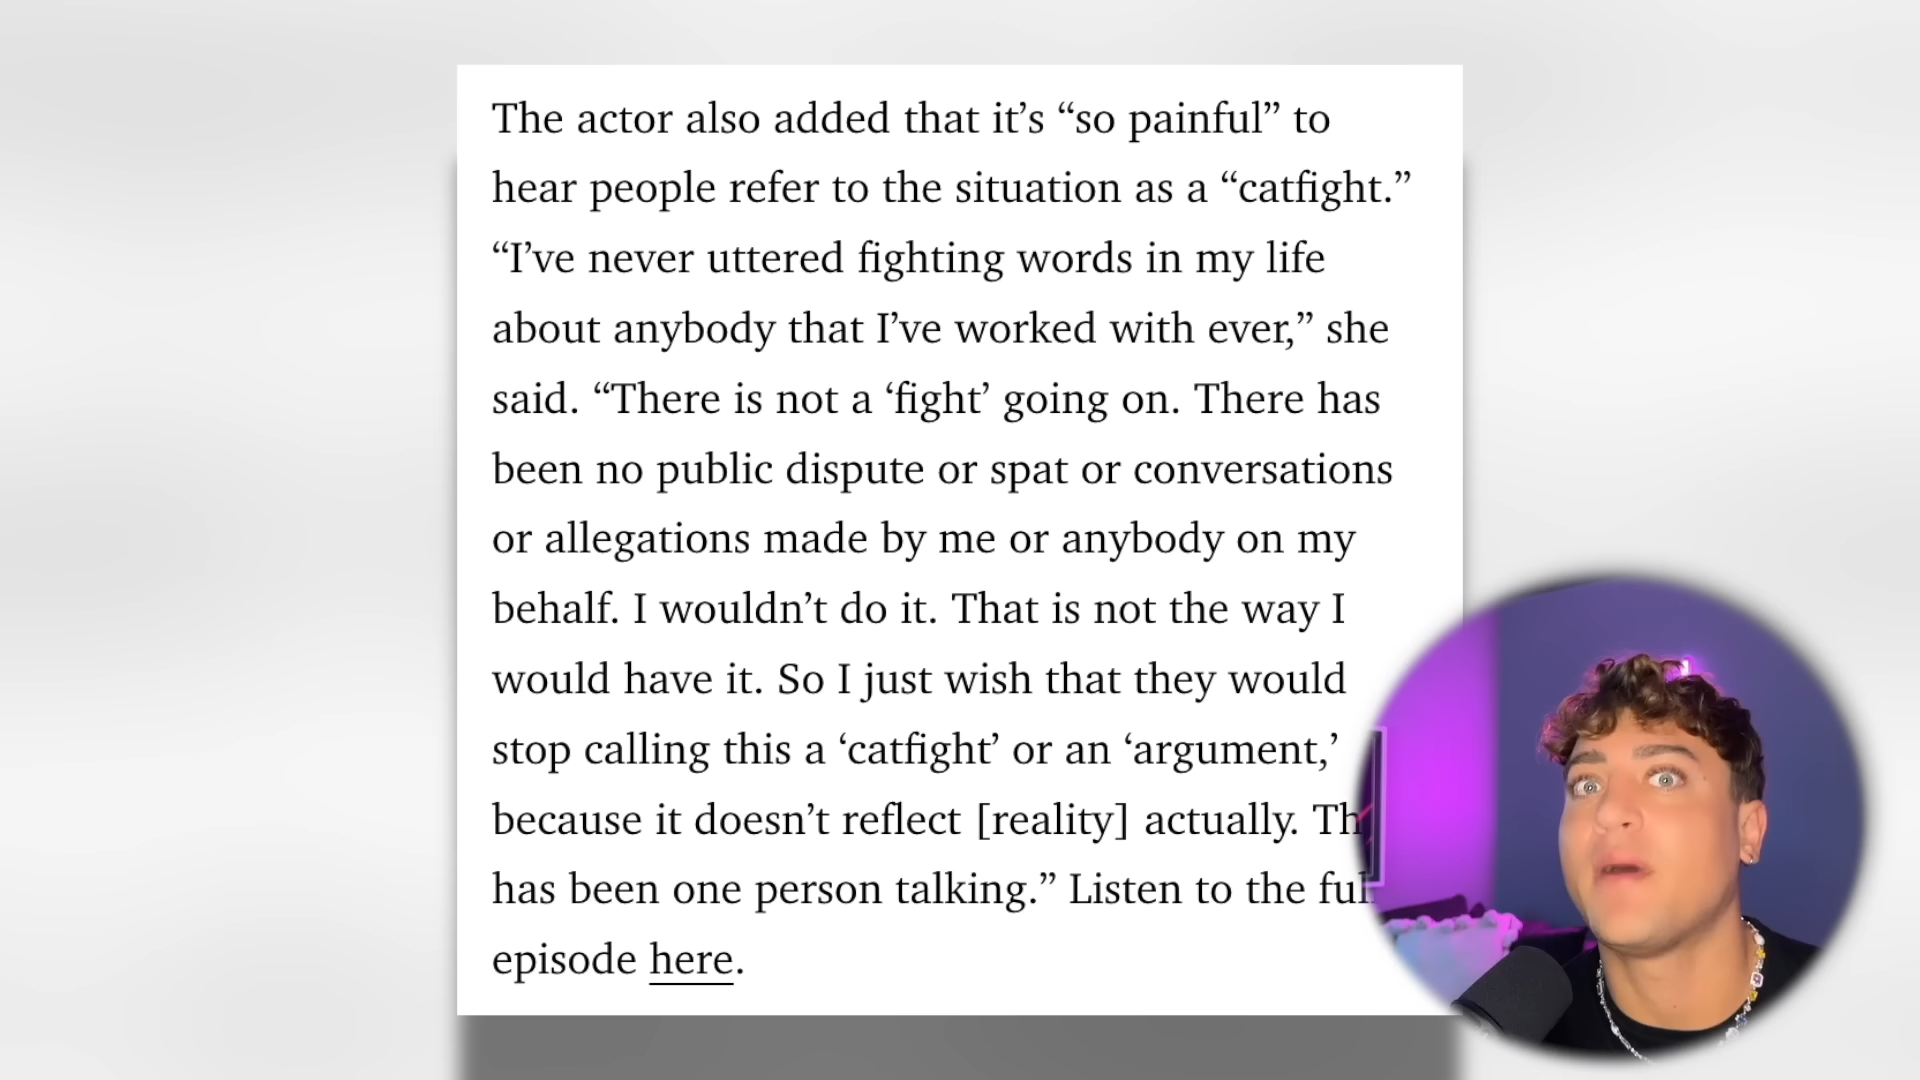 The actor also added that it’s “so painful” to
hear people refer to the situation as a “catfight.”
“I’ve never uttered fighting words in my life
about anybody that I’ve worked with ever,” she
said. “There is not a ‘fight’ going on. There has
been no public dispute or spat or conversations
or allegations made by me or anybody on my
behalf. I wouldn’t do it. That is not the way I
would have it. So I just wish that they would
stop calling this a ‘catfight’ or an ‘argument,’
because it doesn’t reflect [reality] actually.
has been one person talking.” Listen to the
episode here.